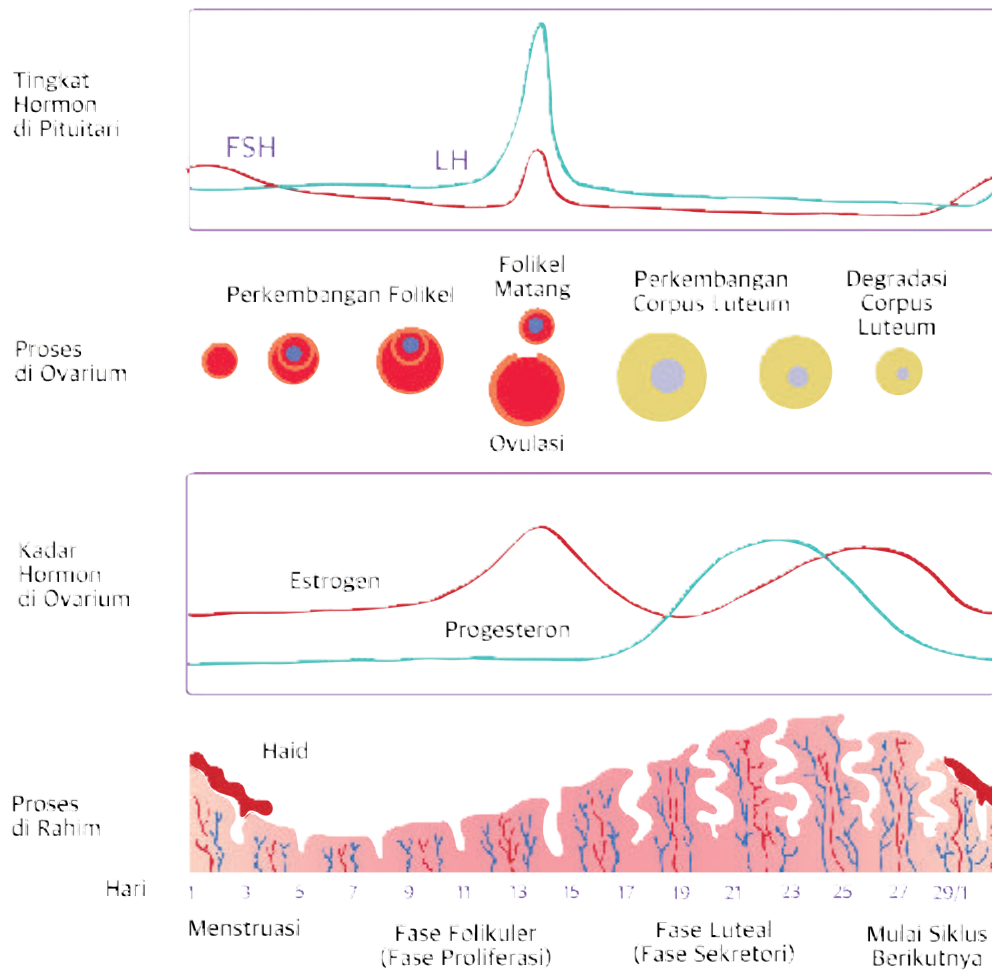 Tingkat
Hormon
di Pituitari
FSH
LH
Perkembangan Folikel
Folikel
Matang
Perkembangan
Corpus Luteum
Degradasi
Corpus
Luteum
Proses
di Ovarium
Ovulasi
Kadar
Hormon
di Ovarium
Estrogen
Progesteron
Haid
Proses
di Rahim
Hari 1 3 5 7 9 11 13 15 17 19 21 23 25 27 29/1
Menstruasi
Fase Folikuler
(Fase Proliferasi)
Fase Luteal
(Fase Sekretori)
Mulai Siklus
Berikutnya